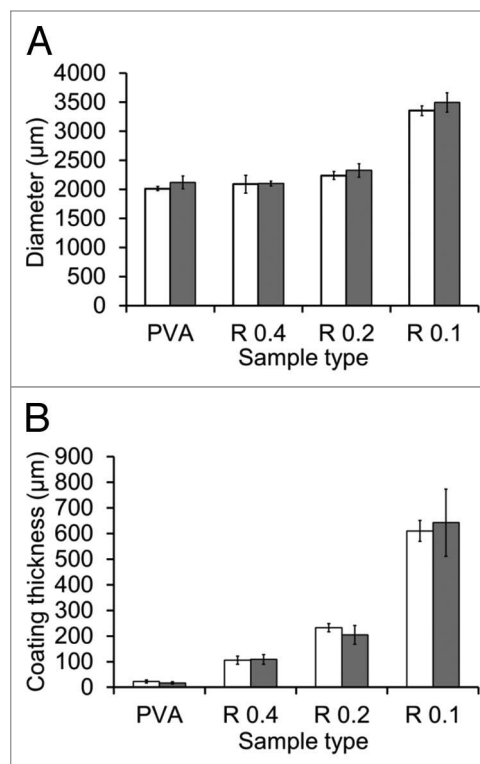 A
4000
3500
3000
2500
2000
1500
1000
500
0
Diameter (μm)
PVA R 0.4 R 0.2 R 0.1
Sample type
B
900
800
700
600
500
400
300
200
100
0
Coating thickness (μm)
PVA R 0.4 R 0.2 R 0.1
Sample type